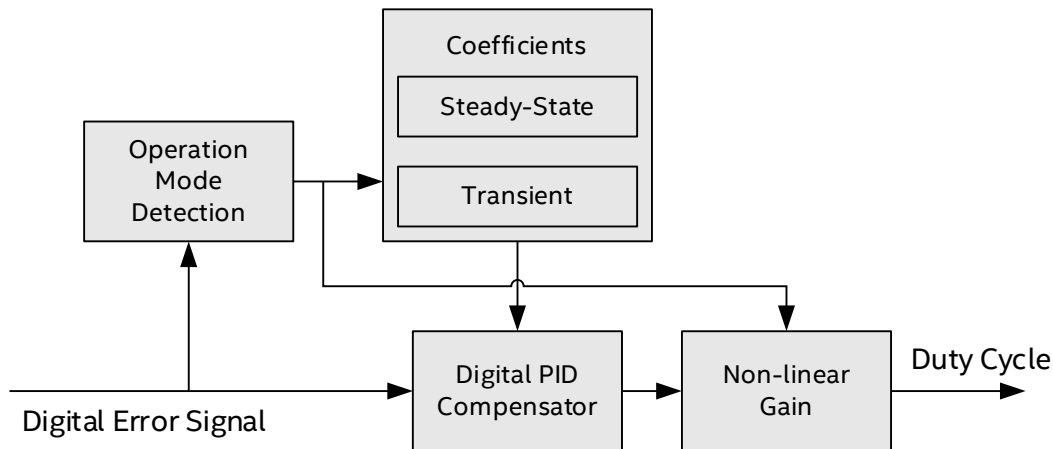 Coefficients
Steady-State
Transient
Operation
Mode
Detection
Digital PID
Compensator
Non-linear
Gain
Duty Cycle
Digital Error Signal